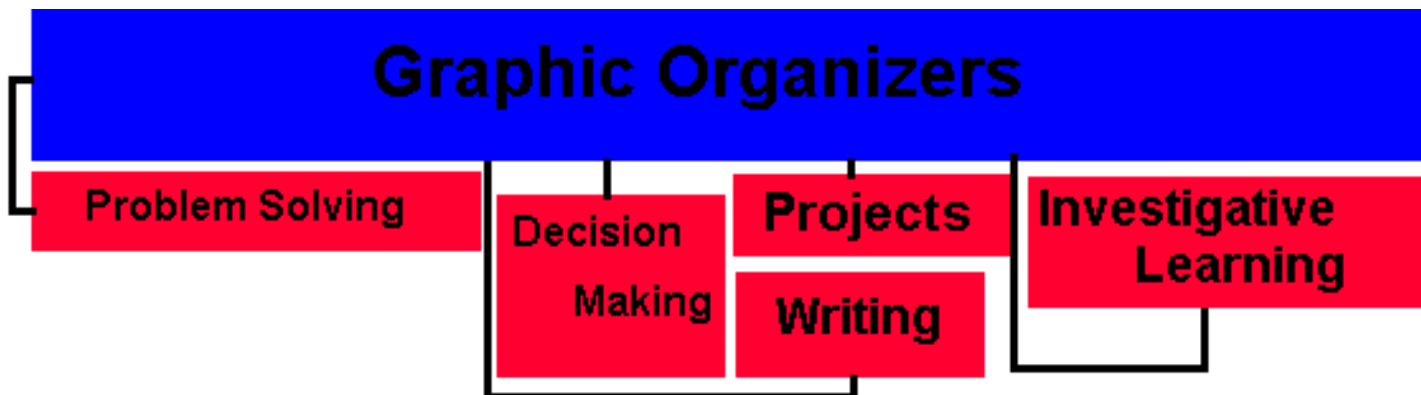 Graphic Organizers
Problem Solving
Decision
Making
Projects
Writing
Investigative
Learning